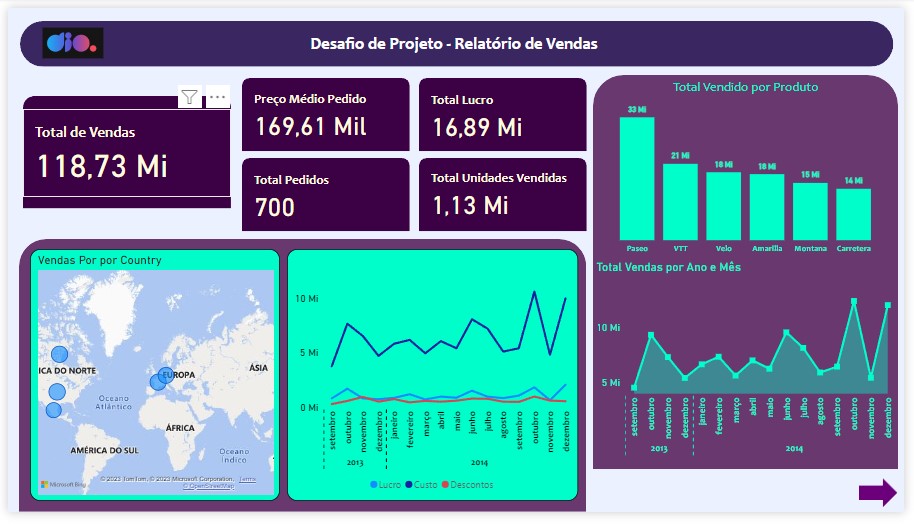 dio.
Desafio de Projeto - Relatório de Vendas
Total de Vendas
118,73 Mi
Preço Médio Pedido
169,61 Mil
Total Lucro
16,89 Mi
Total Pedidos
700
Total Unidades Vendidas
1,13 Mi
Total Vendido por Produto
33 Mi
21 Mi
18 Mi
18 Mi
15 Mi
14 Mi
Paseo
VTT
Velo
Amarilla
Montana
Carretera
Vendas Por por Country
ICA DO NORTE
EUROPA
ÁSIA
Oceano
Atlântico
ÁFRICA
AMÉRICA DO SUL
Oceano
Índico
Microsoft Bing
© 2023 TomTom, © 2023 Microsoft Corporation, Terms
© OpenStreetMap
10 Mi
5 Mi
0 Mi
setembro
outubro
novembro
dezembro
janeiro
fevereiro
março
abril
maio
junho
julho
agosto
setembro
outubro
novembro
dezembro
2013
2014
Lucro
Custo
Descontos
Total Vendas por Ano e Mês
10 Mi
5 Mi
setembro
outubro
novembro
dezembro
janeiro
fevereiro
março
abril
maio
junho
julho
agosto
setembro
outubro
novembro
dezembro
2013
2014